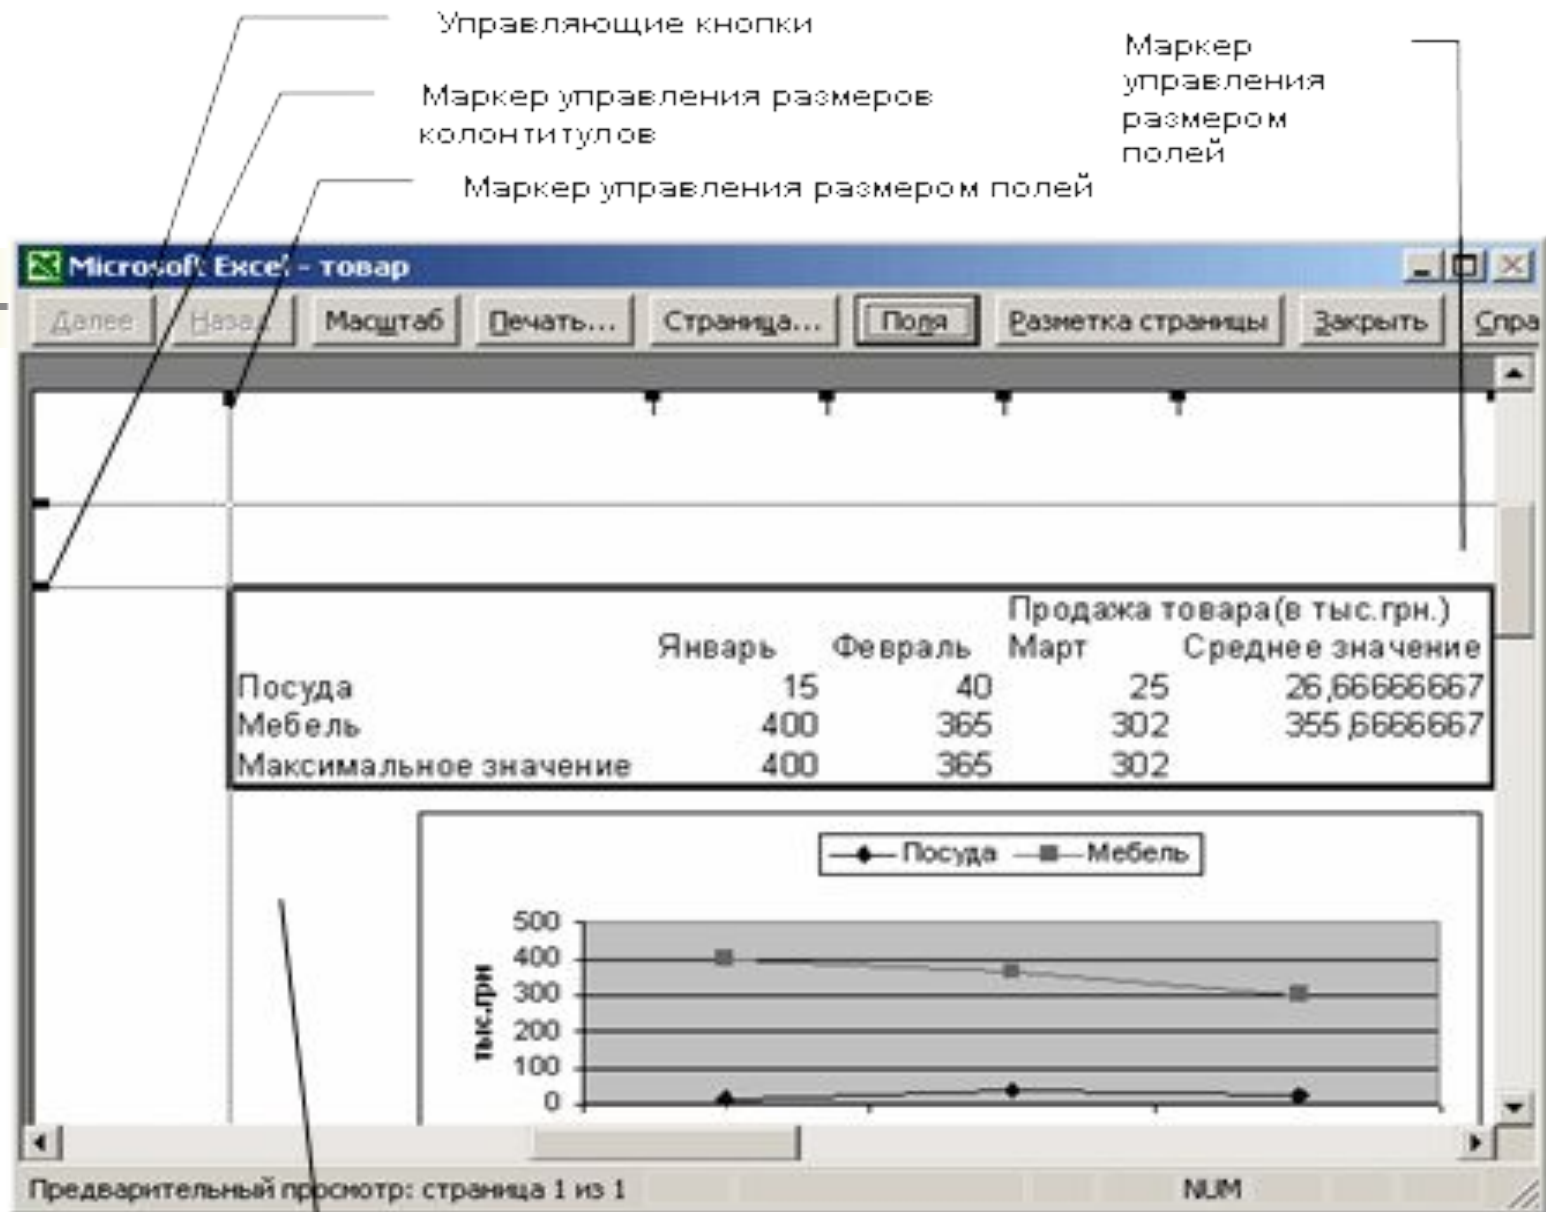 Управляющие кнопки
Маркер управления размеров
колонтитулов
Маркер управления размером полей
Маркер
управления
размером
полей
Microsoft Excel - товар
Далее Назад Масштаб Печать... Страница... Поля Разметка страницы Закрыть Спра
Продажа товара(в тыс.грн.)
Январь Февраль Март Среднее значение
Посуда 15 40 25 26,66666667
Мебель 400 365 302 355,6666667
Максимальное значение 400 365 302
Посуда Мебель
тыс.грн
500
400
300
200
100
0
Предварительный просмотр: страница 1 из 1 NUM